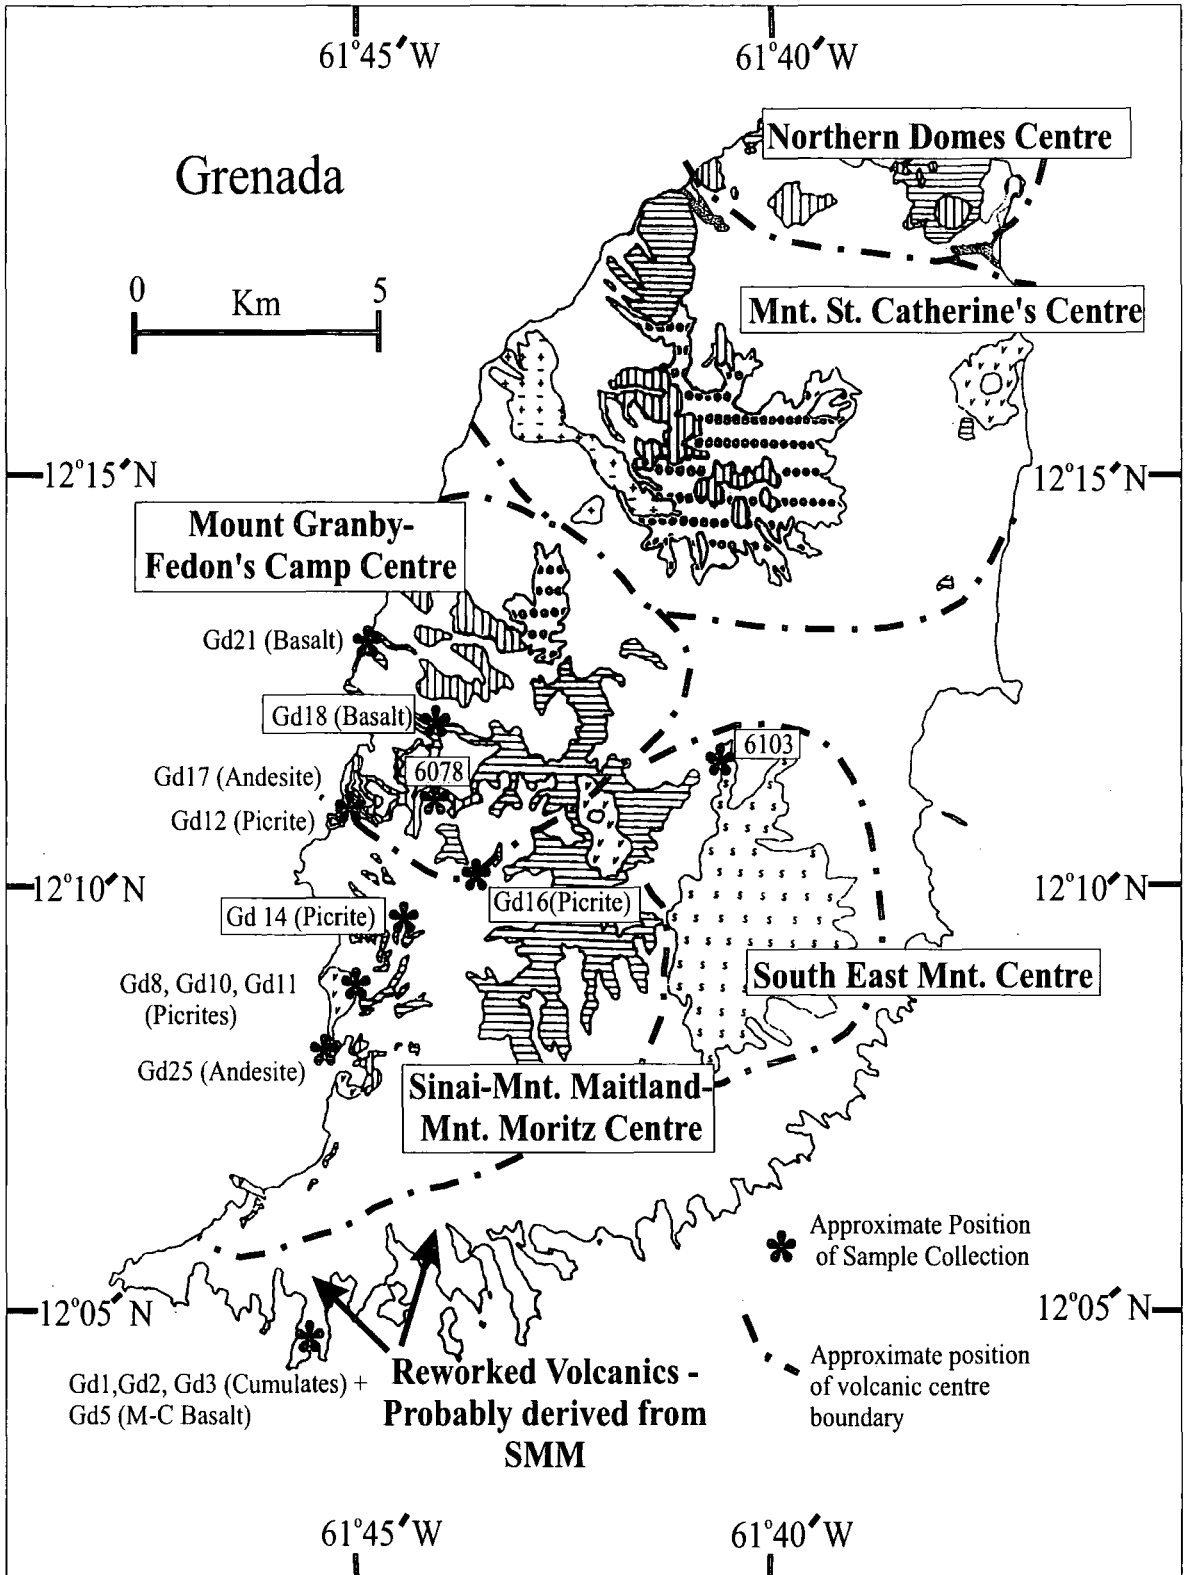 61°45′W
61°40′W
Northern Domes Centre
Grenada
0
5
Km
Mnt. St. Catherine's Centre
12°15′N
12°15′N
Mount Granby-
Fedon's Camp Centre
Gd21 (Basalt)
Gd18 (Basalt)
6103
Gd17 (Andesite)
6078
Gd12 (Picrite)
12°10′N
12°10′N
Gd16(Picrite)
Gd 14 (Picrite)
South East Mnt. Centre
Gd8, Gd10, Gd11
(Picrites)
Gd25 (Andesite)
Sinai-Mnt. Maitland-
Mnt. Moritz Centre
Approximate Position
of Sample Collection
12°05′N
12°05′N
Approximate position
of volcanic centre
boundary
Gd1,Gd2, Gd3 (Cumulates) +
Gd5 (M-C Basalt)
Reworked Volcanics -
Probably derived from
SMM
61°45′W
61°40′W